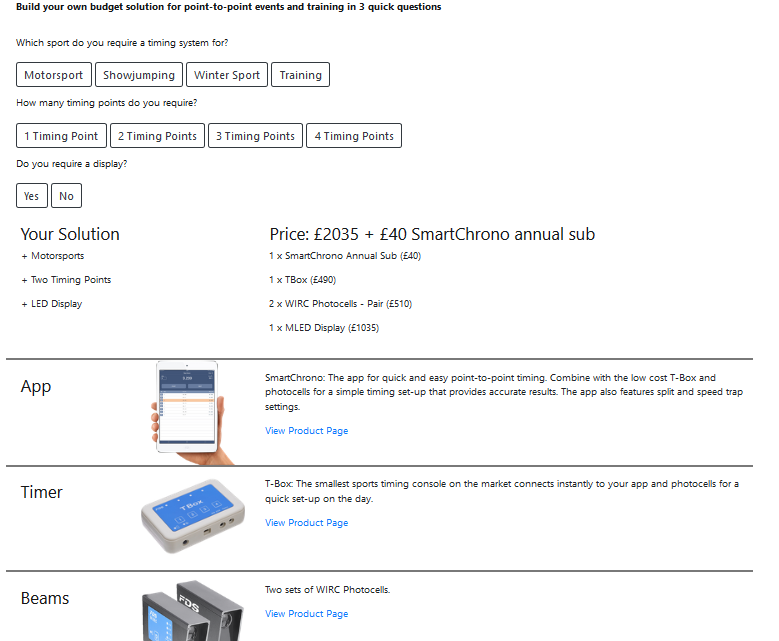 Build your own budget solution for point-to-point events and training in 3 quick questions
Which sport do you require a timing system for?
Motorsport Showjumping Winter Sport Training
How many timing points do you require?
1 Timing Point 2 Timing Points 3 Timing Points 4 Timing Points
Do you require a display?
Yes No
Your Solution
+ Motorsports
+ Two Timing Points
+ LED Display
Price: £2035 + £40 SmartChrono annual sub
1 x SmartChrono Annual Sub (£40)
1 x TBox (£490)
2 x WIRC Photocells - Pair (£510)
1 x MLED Display (£1035)
App
SmartChrono: The app for quick and easy point-to-point timing. Combine with the low cost T-Box and
photocells for a simple timing set-up that provides accurate results. The app also features split and speed trap
settings.
View Product Page
Timer
TBox
T-Box: The smallest sports timing console on the market connects instantly to your app and photocells for a
quick set-up on the day.
View Product Page
Beams
FDS
Two sets of WIRC Photocells.
View Product Page